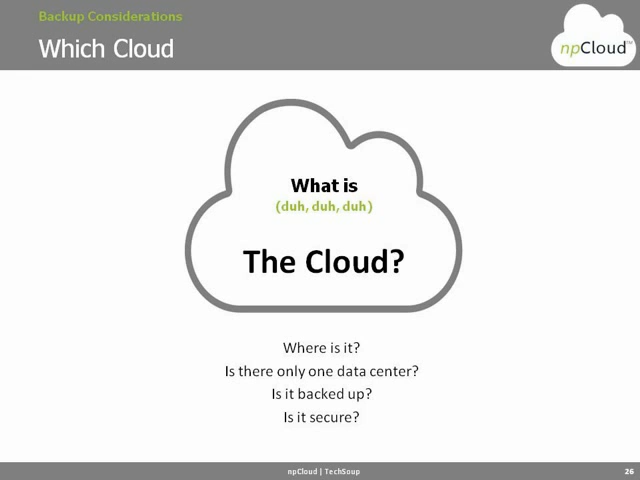 Backup Considerations
Which Cloud
npCloud™
What is
(duh, duh, duh)
The Cloud?
Where is it?
Is there only one data center?
Is it backed up?
Is it secure?
npCloud | TechSoup
26